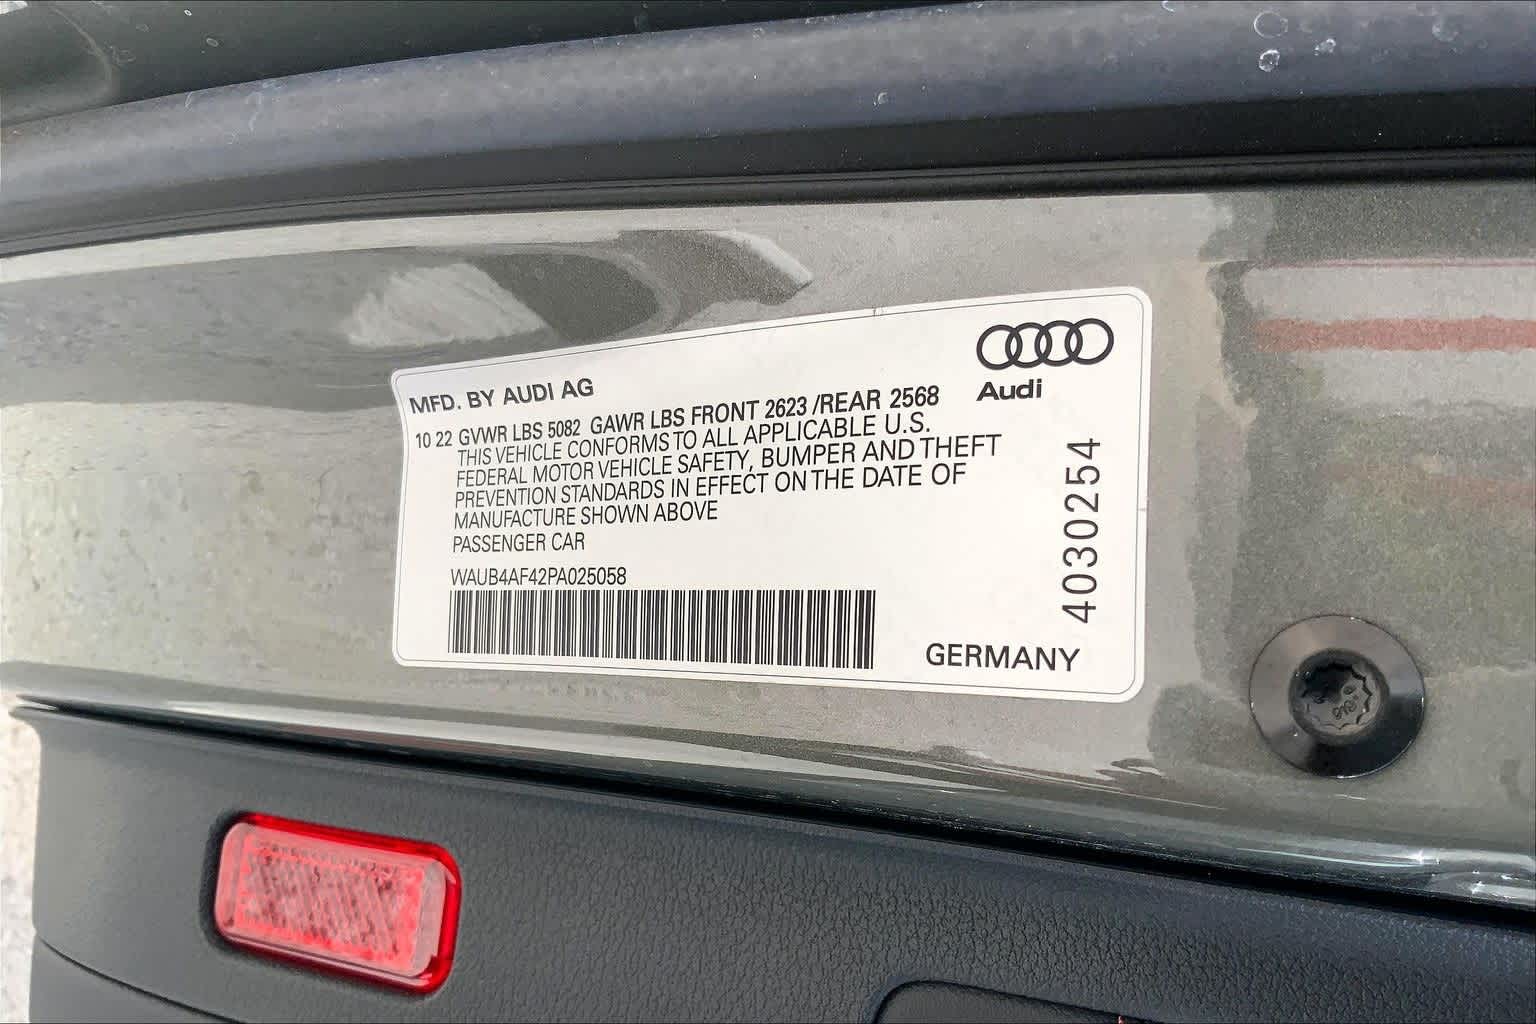 MFD. BY AUDI AG
Audi
10 22 GVWR LBS 5082 GAWR LBS FRONT 2623 /REAR 2568
THIS VEHICLE CONFORMS TO ALL APPLICABLE U.S.
FEDERAL MOTOR VEHICLE SAFETY, BUMPER AND THEFT
PREVENTION STANDARDS IN EFFECT ON THE DATE OF
MANUFACTURE SHOWN ABOVE
PASSENGER CAR
WAUB4AF42PA025058
GERMANY
4030254